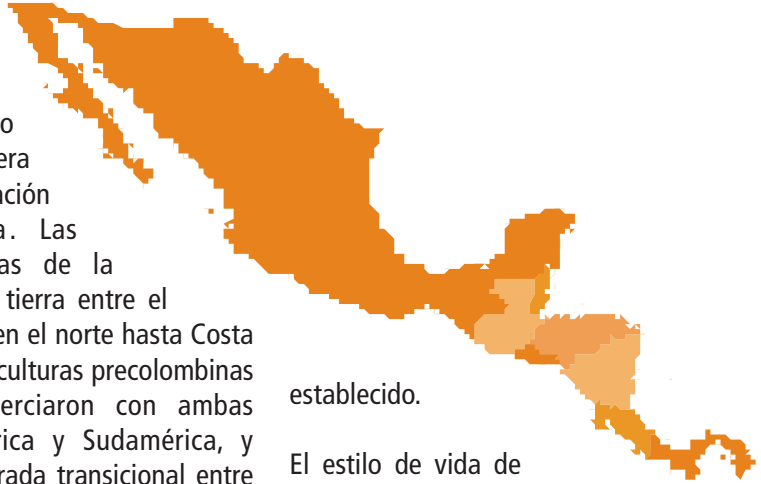 o
era
ación
a. Las
as de la
tierra entre el
en el norte hasta Costa
culturas precolombinas
erciaron con ambas
rica y Sudamérica, y
rada transicional entre
establecido.
El estilo de vida de